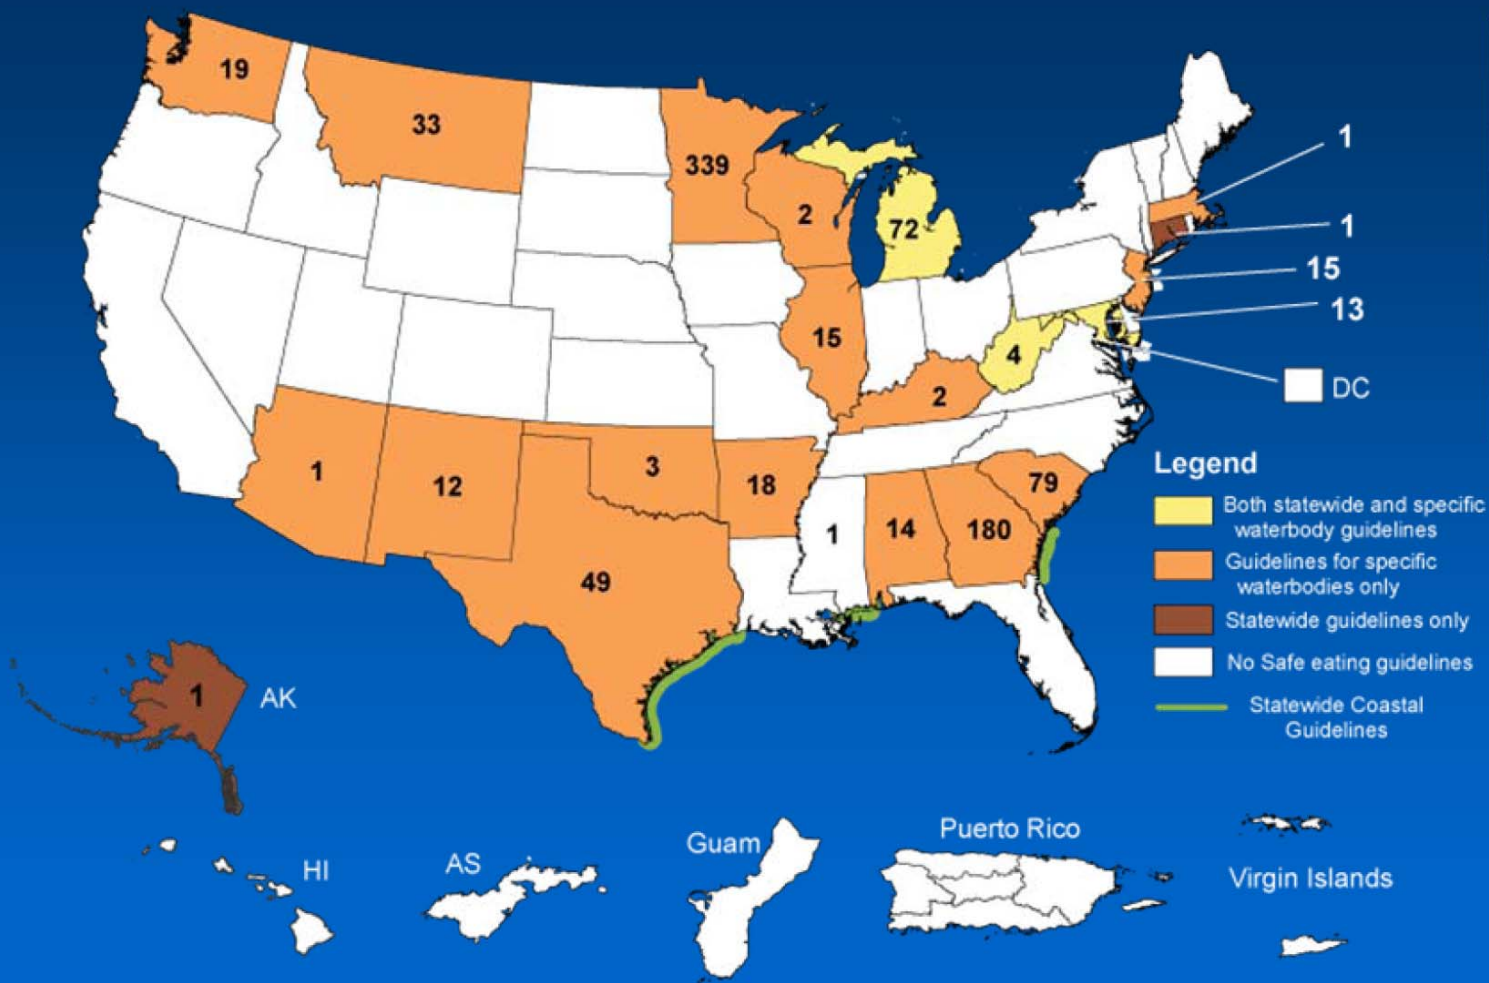 19
33
339
2
72
1
1
15
13
15
4
2
DC
1
12
3
18
1
14
180
79
49
Legend
Both statewide and specific
waterbody guidelines
Guidelines for specific
waterbodies only
Statewide guidelines only
No Safe eating guidelines
Statewide Coastal
Guidelines
1
AK
HI
AS
Guam
Puerto Rico
Virgin Islands